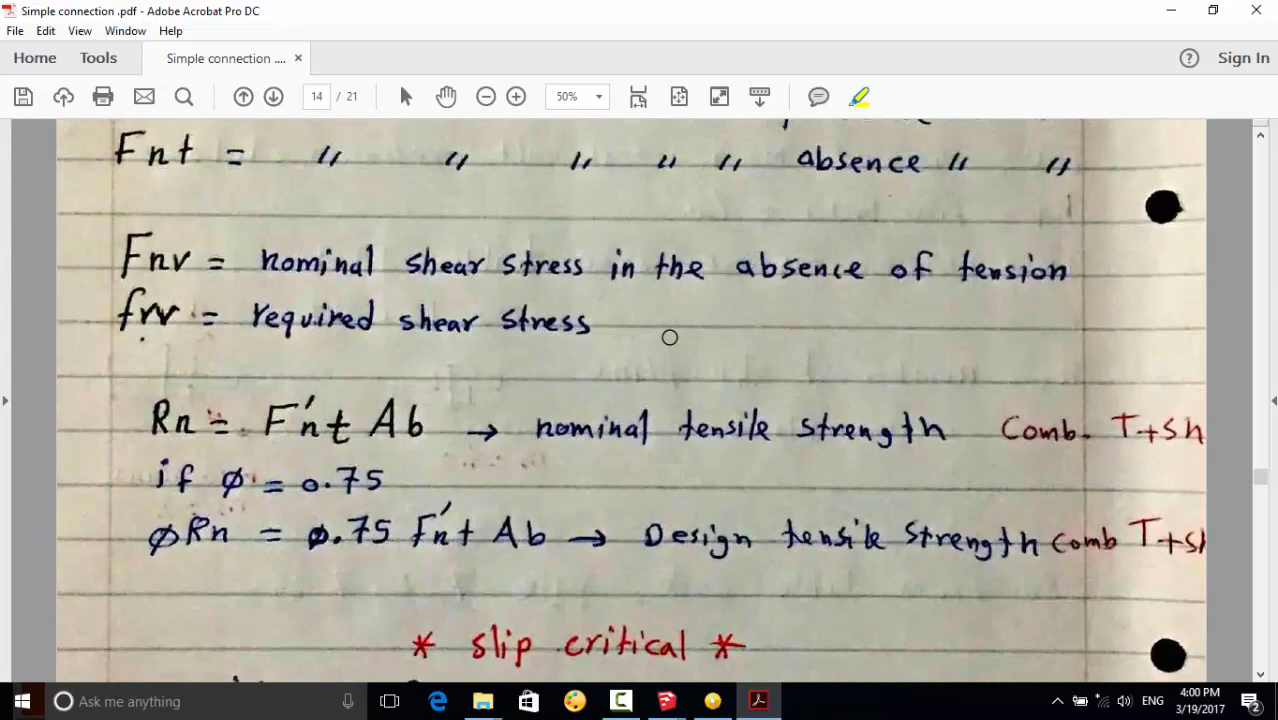 Simple connection .pdf - Adobe Acrobat Pro DC
File Edit View Window Help
Home Tools Simple connection .... × Sign In
14 / 21 50%
Fnt = " " " " " absence " "
Fnv = nominal shear stress in the absence of tension
frv = required shear stress
Rn = F'nt Ab → nominal tensile strength Comb. T+sh
if φ = 0.75
φRn = 0.75 F'nt Ab → Design tensile strength comb T+sh
* slip critical *
Ask me anything ENG 4:00 PM
3/19/2017
2